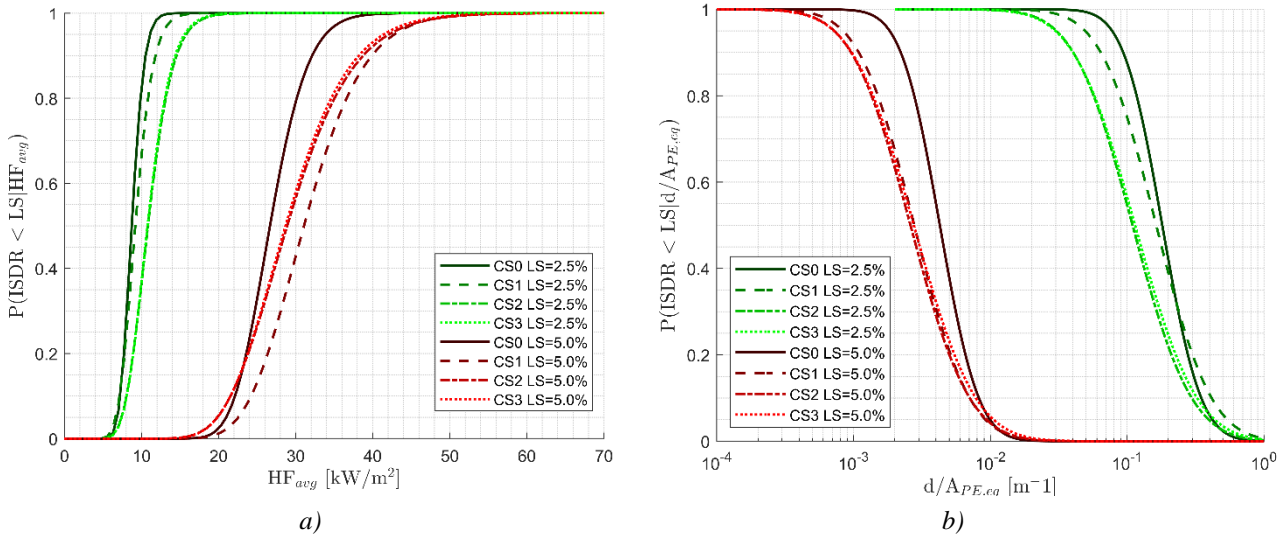 P(ISDR < LS|HF_avg)
1
0.8
0.6
0.4
0.2
0
CS0 LS=2.5%
CS1 LS=2.5%
CS2 LS=2.5%
CS3 LS=2.5%
CS0 LS=5.0%
CS1 LS=5.0%
CS2 LS=5.0%
CS3 LS=5.0%
0 10 20 30 40 50 60 70
HF_avg [kW/m²]
a)
P(ISDR < LS|d/A_PE,eq)
1
0.8
0.6
0.4
0.2
0
CS0 LS=2.5%
CS1 LS=2.5%
CS2 LS=2.5%
CS3 LS=2.5%
CS0 LS=5.0%
CS1 LS=5.0%
CS2 LS=5.0%
CS3 LS=5.0%
10⁻⁴ 10⁻³ 10⁻² 10⁻¹ 10⁰
d/A_PE,eq [m⁻1]
b)